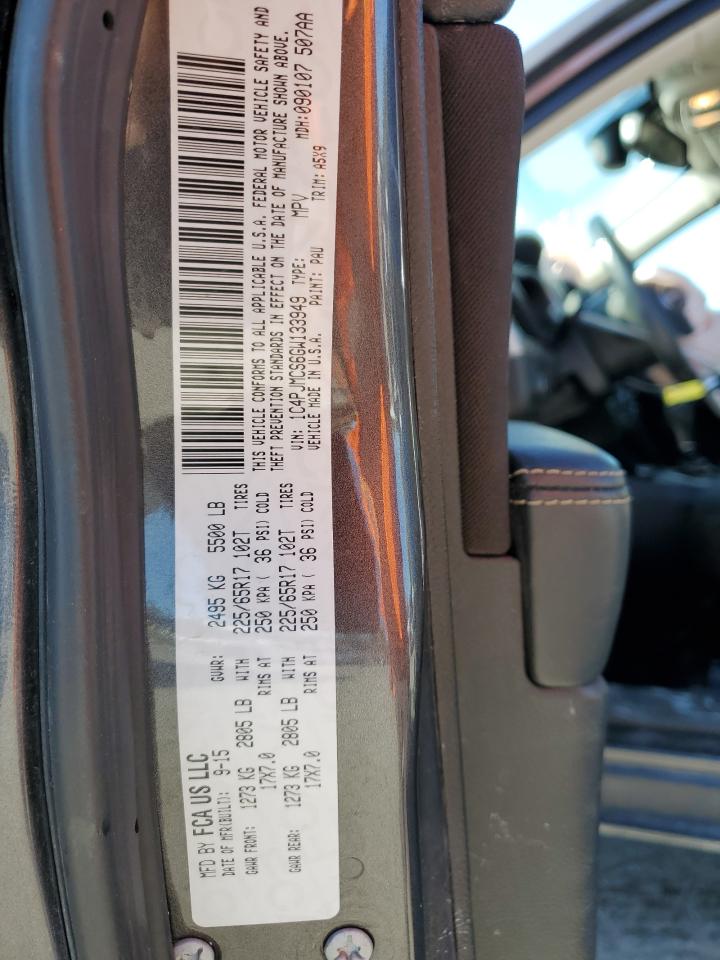 MFD BY FCA US LLC
DATE OF MFR(BUILT): 9-15 GVWR: 2495 KG 5500 LB
GAWR FRONT: 1273 KG 2805 LB WITH 225/65R17 102T TIRES
17X7.0 RIMS AT 250 KPA ( 36 PSI) COLD
GAWR REAR: 1273 KG 2805 LB WITH 225/65R17 102T TIRES
17X7.0 RIMS AT 250 KPA ( 36 PSI) COLD
THIS VEHICLE CONFORMS TO ALL APPLICABLE U.S.A. FEDERAL MOTOR VEHICLE SAFETY AND
THEFT PREVENTION STANDARDS IN EFFECT ON THE DATE OF MANUFACTURE SHOWN ABOVE.
VIN: 1C4PJMCS6GW133949 TYPE: MPV MDH: 090107 507AA
VEHICLE MADE IN U.S.A. PAINT: PAU TRIM: A5X9